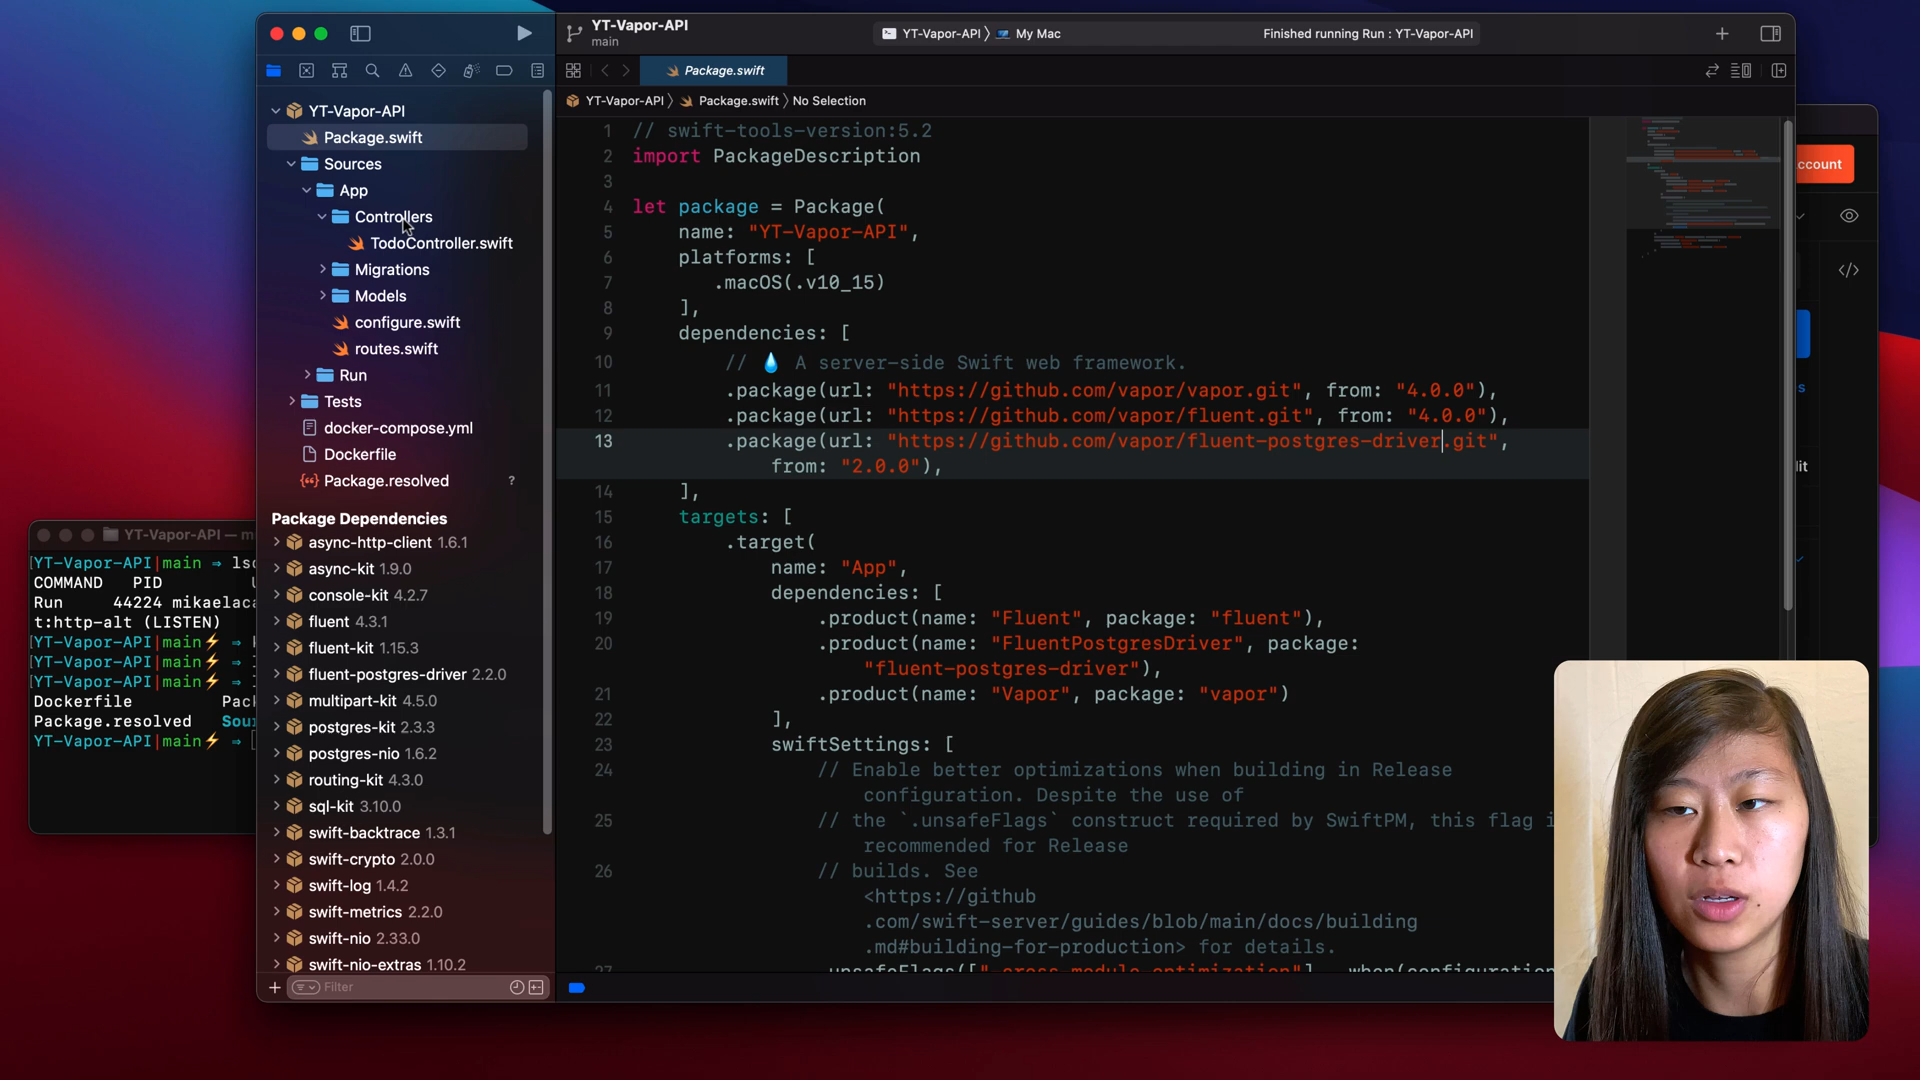 YT-Vapor-API
main
YT-Vapor-API
My Mac
Finished running Run : YT-Vapor-API
Package.swift
YT-Vapor-API
Package.swift
No Selection
YT-Vapor-API
Package.swift
Sources
App
Controllers
TodoController.swift
Migrations
Models
configure.swift
routes.swift
Run
Tests
docker-compose.yml
Dockerfile
Package.resolved ?
Package Dependencies
async-http-client 1.6.1
async-kit 1.9.0
console-kit 4.2.7
fluent 4.3.1
fluent-kit 1.15.3
fluent-postgres-driver 2.2.0
multipart-kit 4.5.0
postgres-kit 2.3.3
postgres-nio 1.6.2
routing-kit 4.3.0
sql-kit 3.10.0
swift-backtrace 1.3.1
swift-crypto 2.0.0
swift-log 1.4.2
swift-metrics 2.2.0
swift-nio 2.33.0
swift-nio-extras 1.10.2
Filter
1 // swift-tools-version:5.2
2 import PackageDescription
3
4 let package = Package(
5 name: "YT-Vapor-API",
6 platforms: [
7 .macOS(.v10_15)
8 ],
9 dependencies: [
10 // 💧 A server-side Swift web framework.
11 .package(url: "https://github.com/vapor/vapor.git", from: "4.0.0"),
12 .package(url: "https://github.com/vapor/fluent.git", from: "4.0.0"),
13 .package(url: "https://github.com/vapor/fluent-postgres-driver.git",
from: "2.0.0"),
14 ],
15 targets: [
16 .target(
17 name: "App",
18 dependencies: [
19 .product(name: "Fluent", package: "fluent"),
20 .product(name: "FluentPostgresDriver", package:
"fluent-postgres-driver"),
21 .product(name: "Vapor", package: "vapor")
22 ],
23 swiftSettings: [
24 // Enable better optimizations when building in Release
configuration. Despite the use of
25 // the `.unsafeFlags` construct required by SwiftPM, this flag i
recommended for Release
26 // builds. See
<https://github
.com/swift-server/guides/blob/main/docs/building
.md#building-for-production> for details.
YT-Vapor-API — m
YT-Vapor-API|main ⇒ lso
COMMAND PID
Run 44224 mikaelaca
t:http-alt (LISTEN)
YT-Vapor-API|main⚡ ⇒
YT-Vapor-API|main⚡ ⇒
YT-Vapor-API|main⚡ ⇒
Dockerfile Pac
Package.resolved Sou
YT-Vapor-API|main⚡ ⇒
ccount
</>
lit